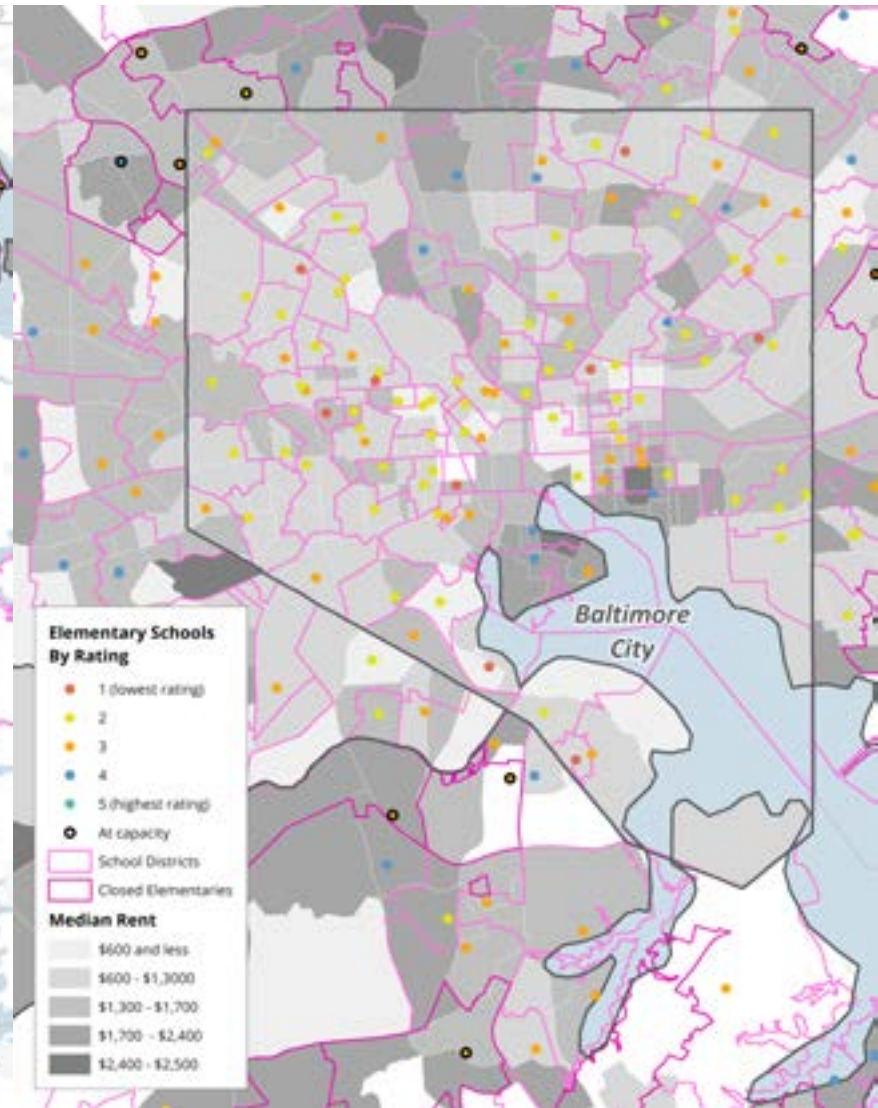 Baltimore
City
Elementary Schools
By Rating
1 (lowest rating)
2
3
4
5 (highest rating)
At capacity
School Districts
Closed Elementaries
Median Rent
$600 and less
$600 - $1,3000
$1,300 - $1,700
$1,700 - $2,400
$2,400 - $2,500